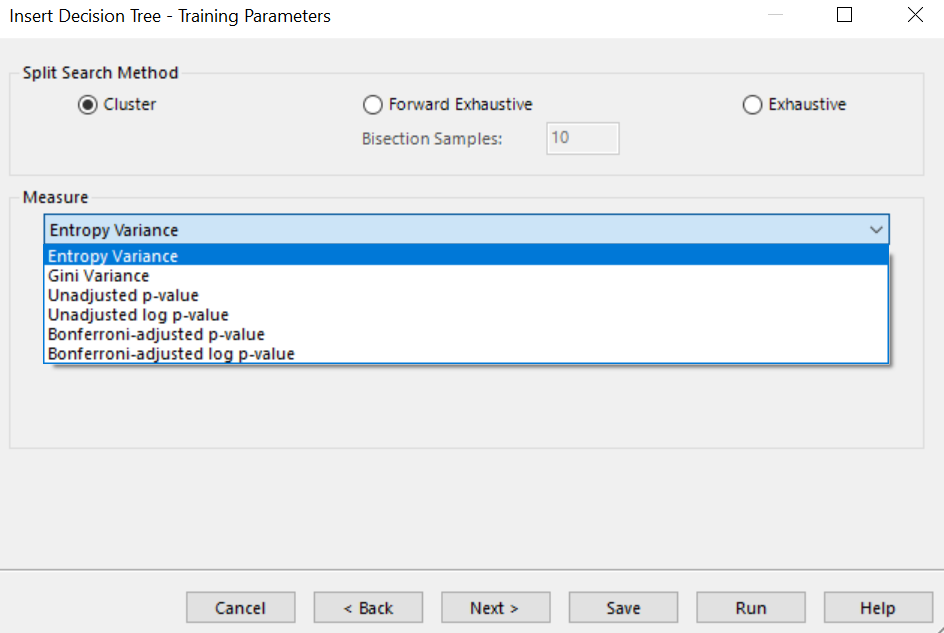 Insert Decision Tree - Training Parameters
Split Search Method
Cluster
Forward Exhaustive
Exhaustive
Bisection Samples:
10
Measure
Entropy Variance
Entropy Variance
Gini Variance
Unadjusted p-value
Unadjusted log p-value
Bonferroni-adjusted p-value
Bonferroni-adjusted log p-value
Cancel
< Back
Next >
Save
Run
Help